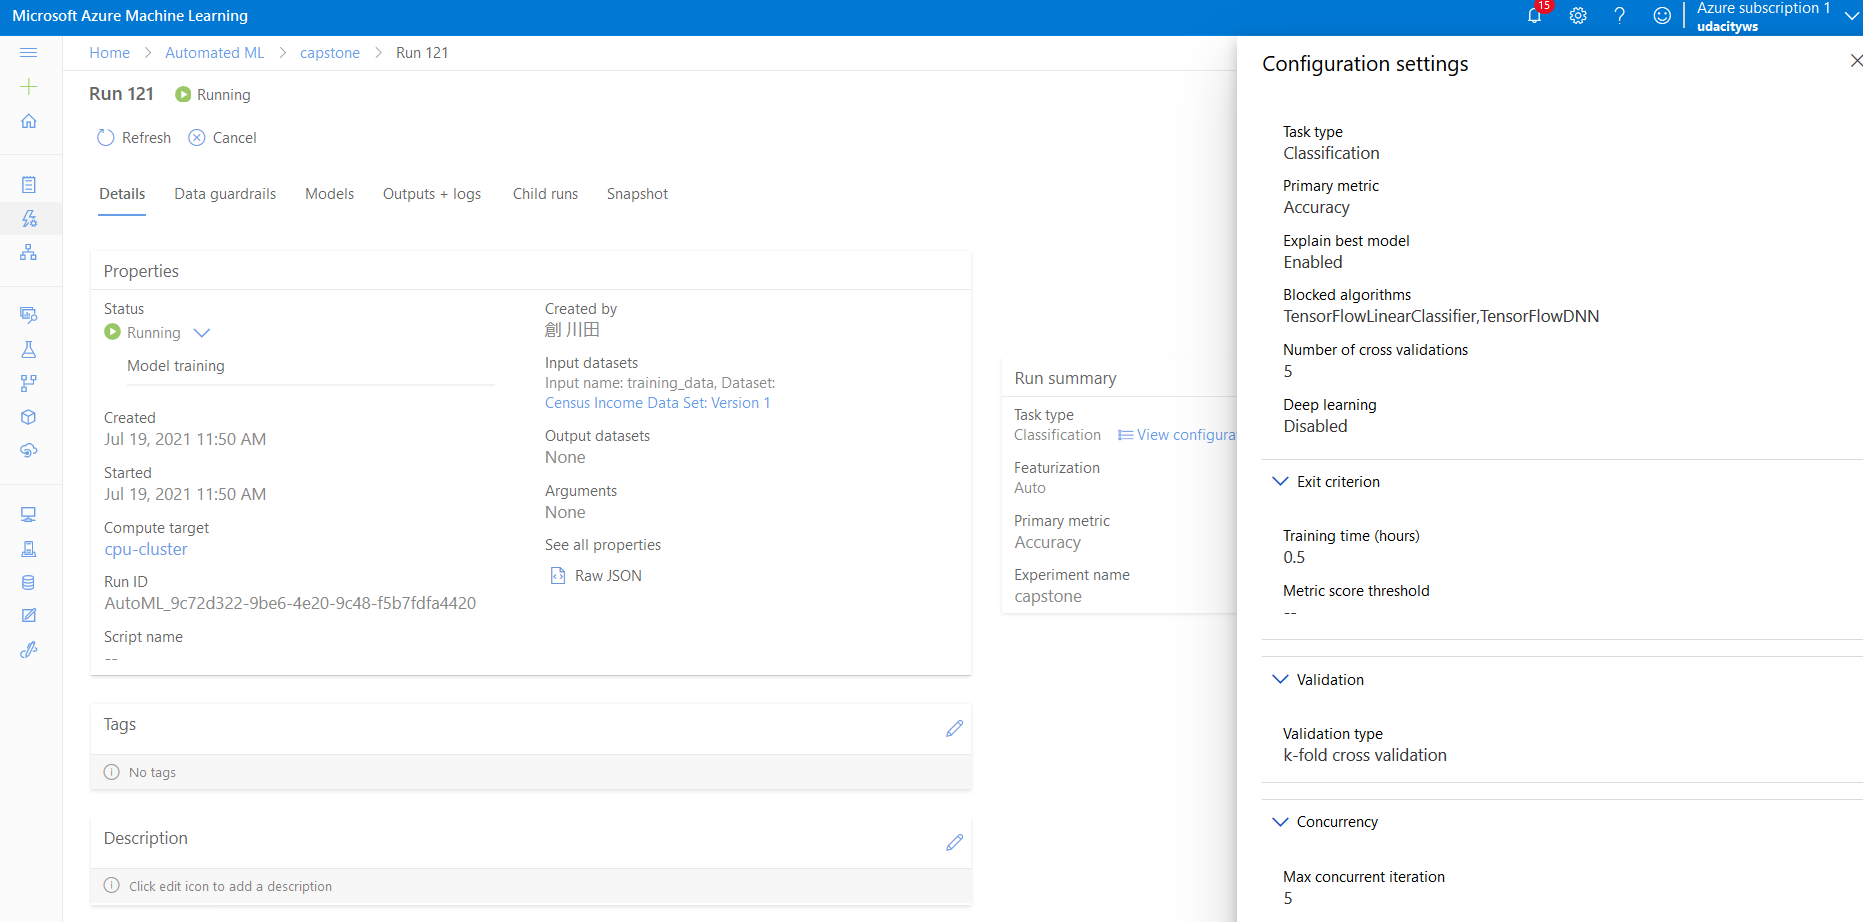 Microsoft Azure Machine Learning
15
Azure subscription 1
udacityws
Home > Automated ML > capstone > Run 121
Run 121 Running
Refresh Cancel
Details Data guardrails Models Outputs + logs Child runs Snapshot
Properties
Status
Running
Model training
Created
Jul 19, 2021 11:50 AM
Started
Jul 19, 2021 11:50 AM
Compute target
cpu-cluster
Run ID
AutoML_9c72d322-9be6-4e20-9c48-f5b7fdfa4420
Script name
--
Created by
創 川田
Input datasets
Input name: training_data, Dataset:
Census Income Data Set: Version 1
Output datasets
None
Arguments
None
See all properties
Raw JSON
Tags
No tags
Description
Click edit icon to add a description
Run summary
Task type
Classification View configurat
Featurization
Auto
Primary metric
Accuracy
Experiment name
capstone
Configuration settings
Task type
Classification
Primary metric
Accuracy
Explain best model
Enabled
Blocked algorithms
TensorFlowLinearClassifier,TensorFlowDNN
Number of cross validations
5
Deep learning
Disabled
Exit criterion
Training time (hours)
0.5
Metric score threshold
--
Validation
Validation type
k-fold cross validation
Concurrency
Max concurrent iteration
5